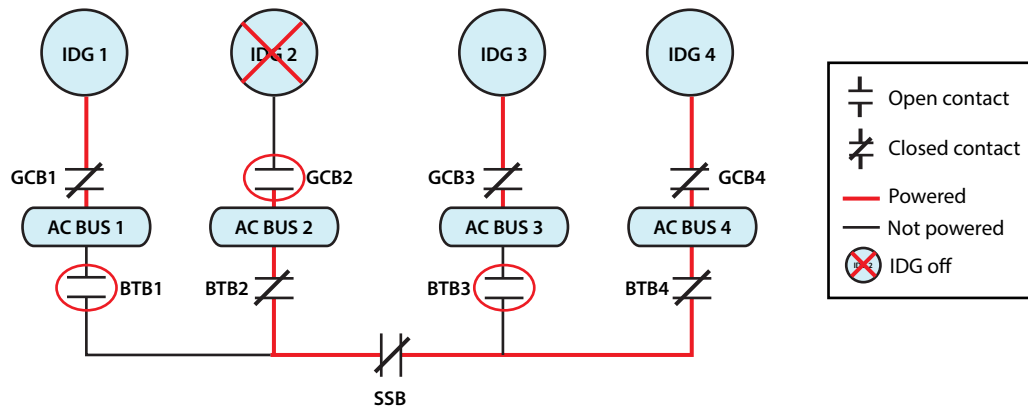 IDG 1
IDG 2
IDG 3
IDG 4
GCB1
GCB2
GCB3
GCB4
AC BUS 1
AC BUS 2
AC BUS 3
AC BUS 4
BTB1
BTB2
BTB3
BTB4
SSB
Open contact
Closed contact
Powered
Not powered
IDG 2
IDG off